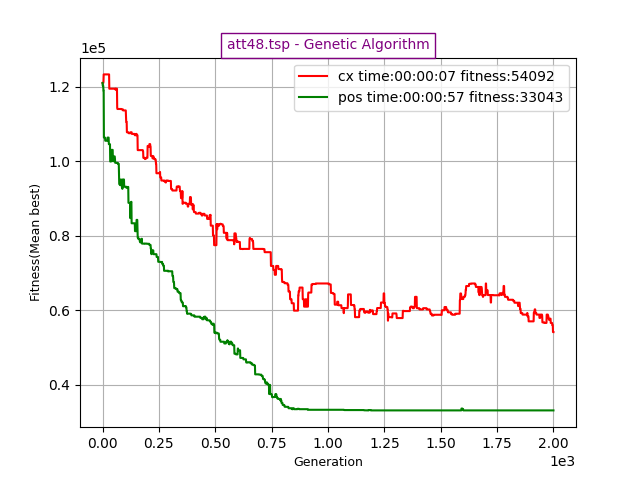 att48.tsp - Genetic Algorithm
1e5
cx time:00:00:07 fitness:54092
pos time:00:00:57 fitness:33043
1.2
1.0
0.8
0.6
0.4
Fitness(Mean best)
0.00 0.25 0.50 0.75 1.00 1.25 1.50 1.75 2.00
Generation
1e3